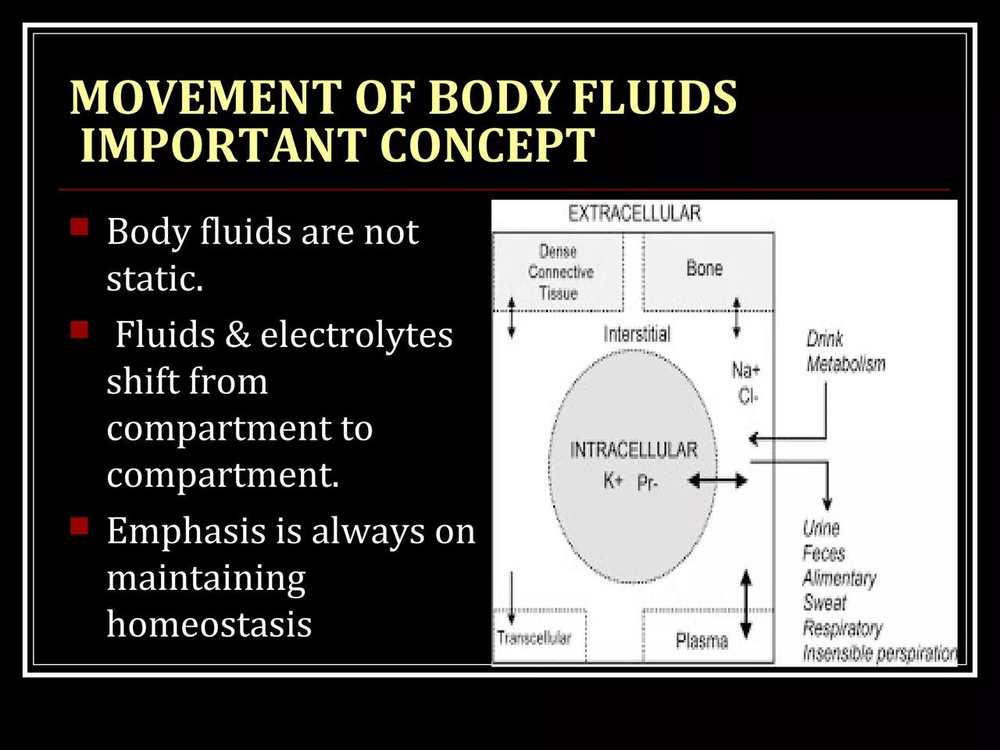 MOVEMENT OF BODY FLUIDS
IMPORTANT CONCEPT
Body fluids are not
static.
Fluids & electrolytes
shift from
compartment to
compartment.
Emphasis is always on
maintaining
homeostasis
EXTRACELLULAR
Dense
Connective
Tissue
Bone
Interstitial
Na+
Cl-
Drink
Metabolism
INTRACELLULAR
K+ Pr-
Urine
Feces
Alimentary
Sweat
Respiratory
Insensible perspiration
Transcellular
Plasma